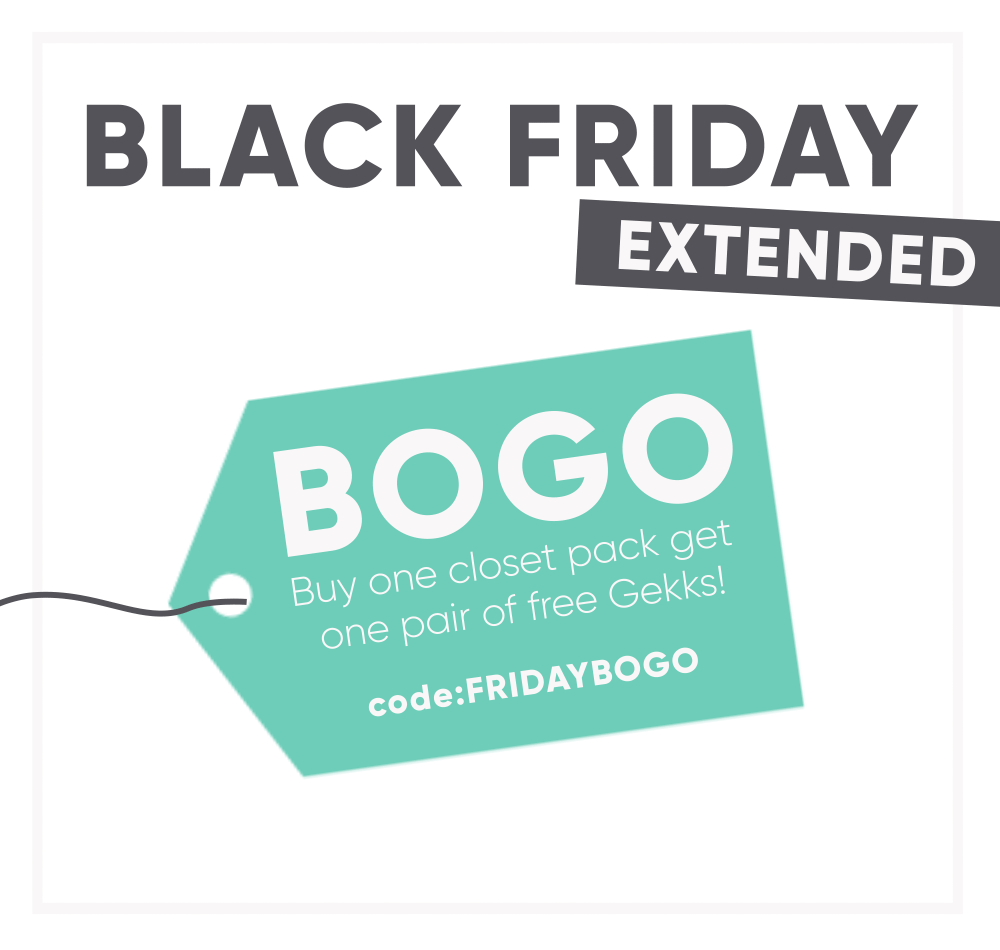 BLACK FRIDAY
EXTENDED
BOGO
Buy one closet pack get
one pair of free Gekks!
code:FRIDAYBOGO